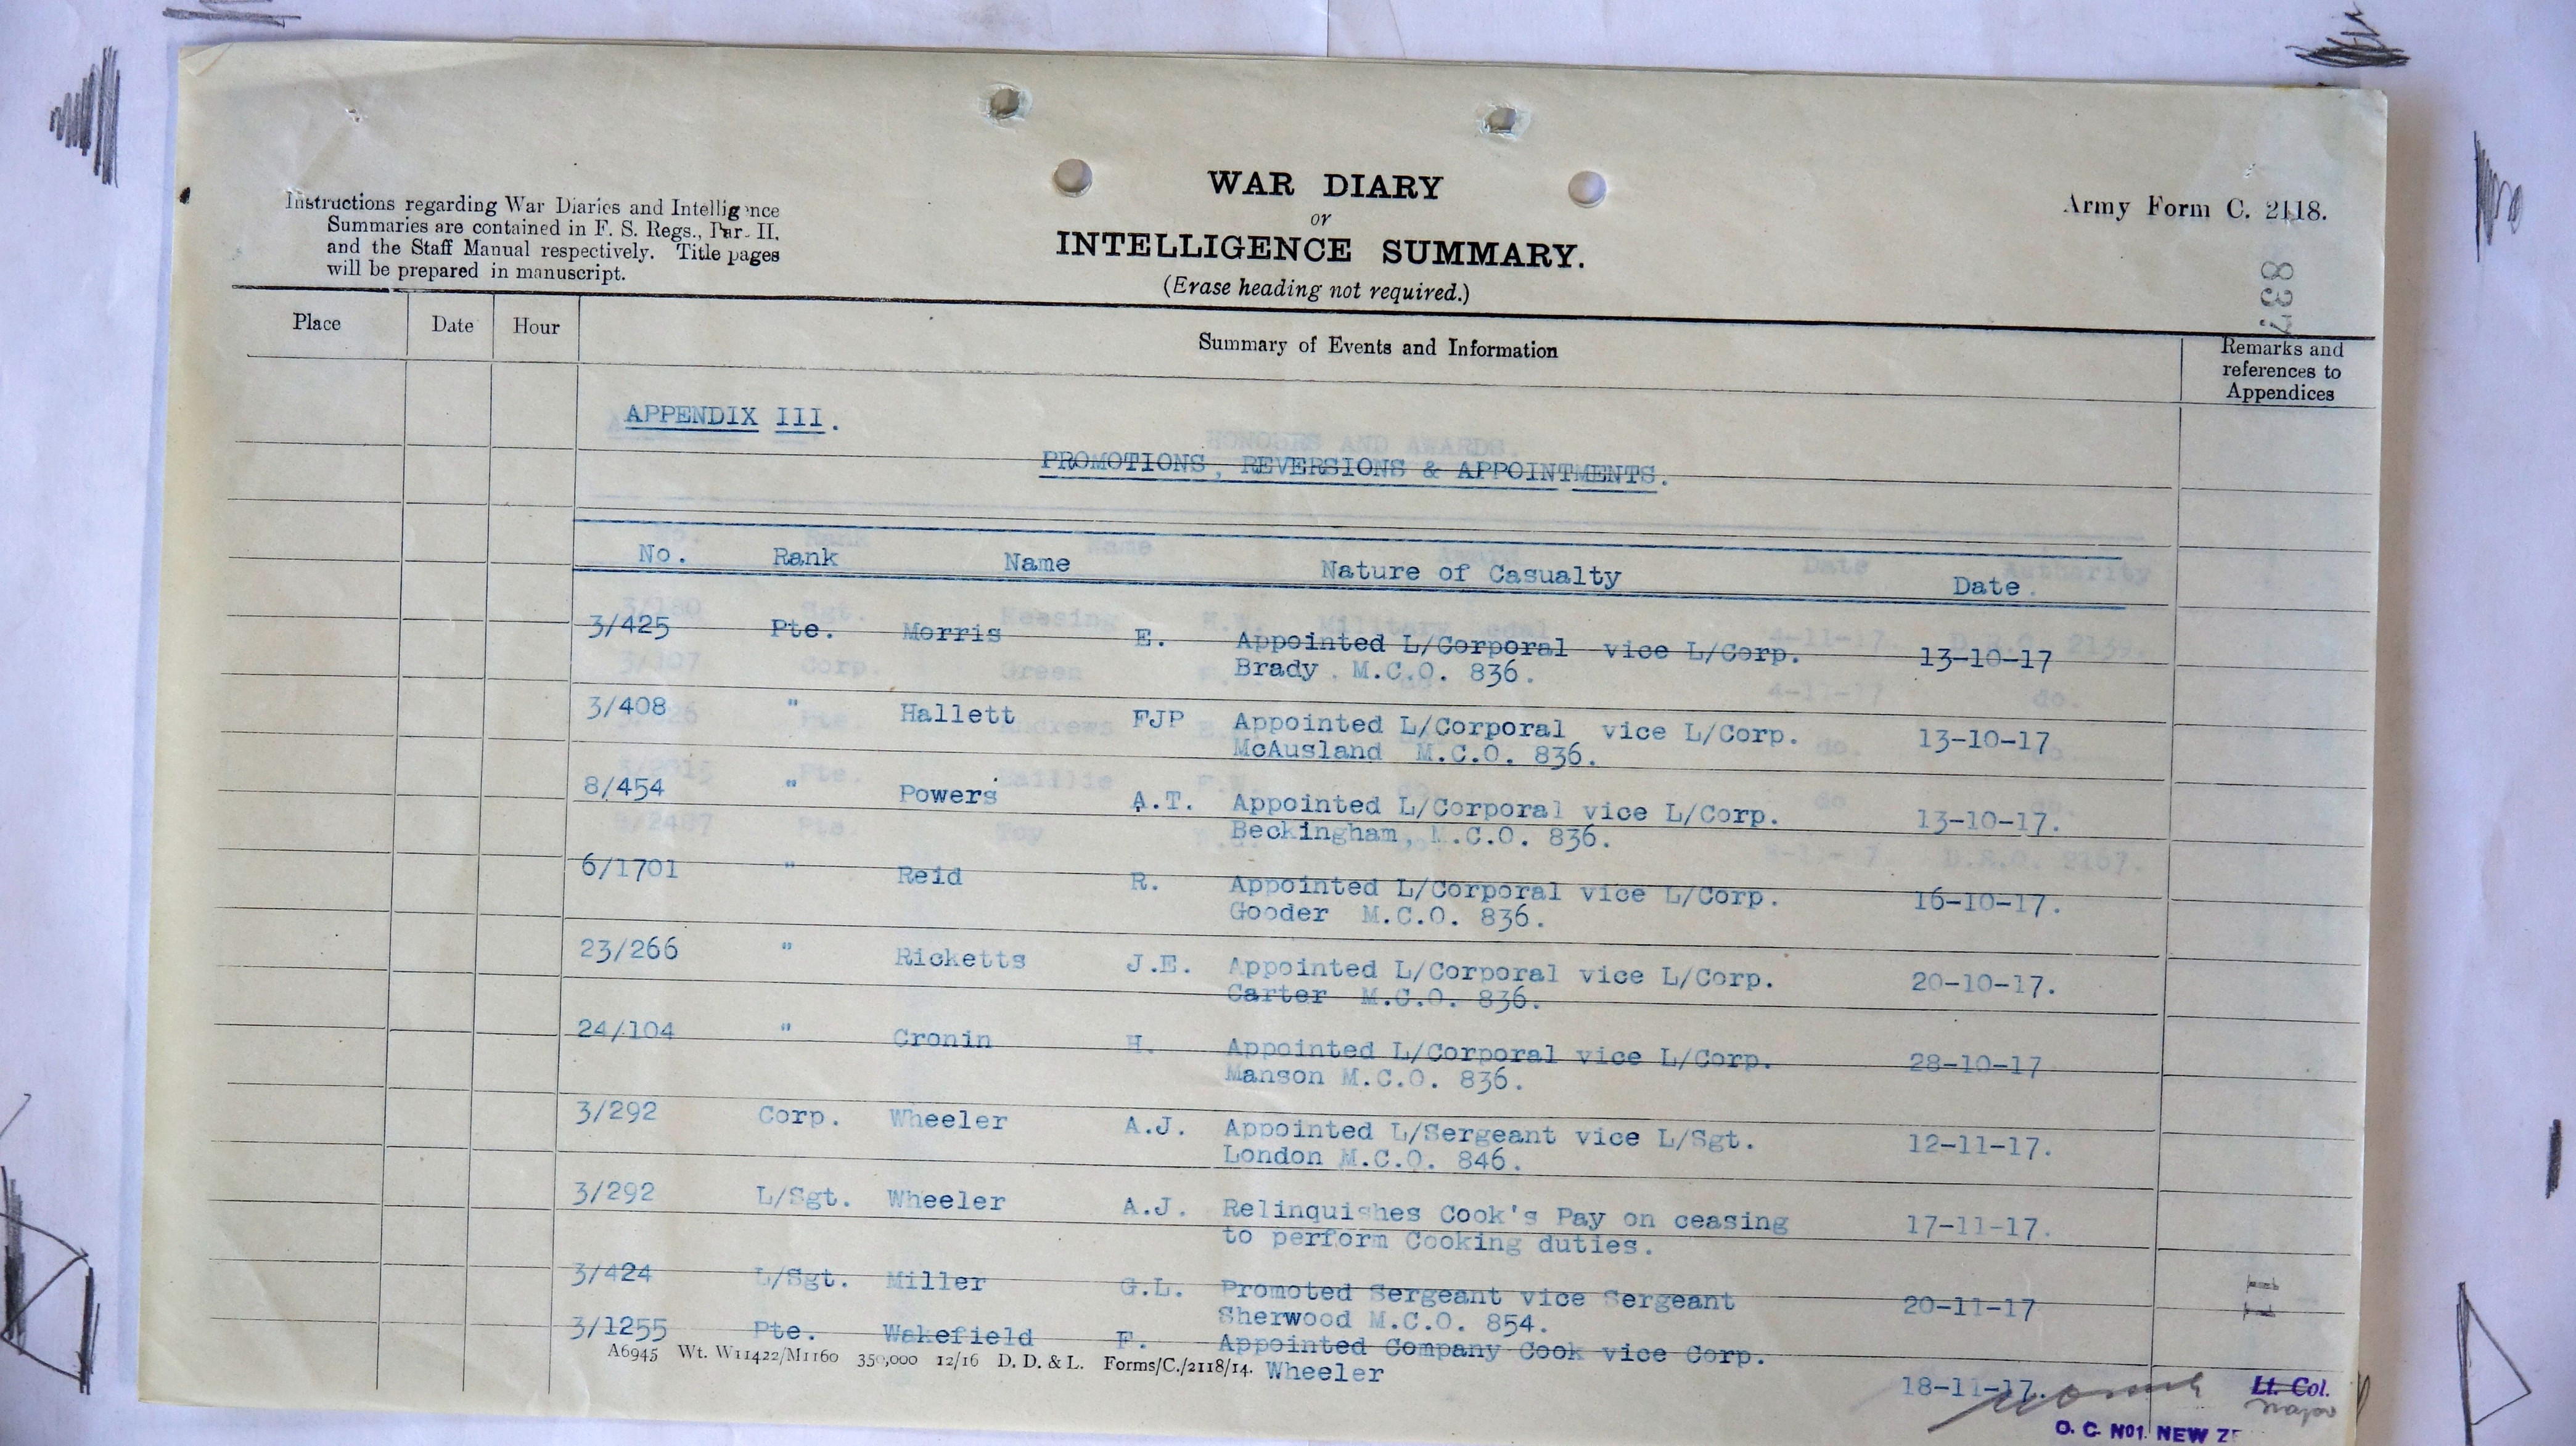 Instructions regarding War Diaries and Intelligence
Summaries are contained in F. S. Regs., Par. II.
and the Staff Manual respectively. Title pages
will be prepared in manuscript.
WAR DIARY
or
INTELLIGENCE SUMMARY.
(Erase heading not required.)
Army Form C. 2118.
837
Place Date Hour Summary of Events and Information Remarks and
references to
Appendices
APPENDIX III.
PROMOTIONS, REVERSIONS & APPOINTMENTS.
No. Rank Name Nature of Casualty Date.
3/425 Pte. Morris E. Appointed L/Corporal vice L/Corp. 13-10-17
Brady. M.C.O. 836.
3/408 " Hallett FJP Appointed L/Corporal vice L/Corp. 13-10-17
McAusland M.C.O. 836.
8/454 " Powers A.T. Appointed L/Corporal vice L/Corp. 13-10-17.
Beckingham, M.C.O. 836.
6/1701 " Reid R. Appointed L/Corporal vice L/Corp. 16-10-17.
Gooder M.C.O. 836.
23/266 " Ricketts J.E. Appointed L/Corporal vice L/Corp. 20-10-17.
Carter M.C.O. 836.
24/104 " Cronin H. Appointed L/Corporal vice L/Corp. 28-10-17
Manson M.C.O. 836.
3/292 Corp. Wheeler A.J. Appointed L/Sergeant vice L/Sgt. 12-11-17.
London M.C.O. 846.
3/292 L/Sgt. Wheeler A.J. Relinquishes Cook's Pay on ceasing 17-11-17.
to perform Cooking duties.
3/424 L/Sgt. Miller G.L. Promoted Sergeant vice Sergeant 20-11-17
Sherwood M.C.O. 854.
3/1255 Pte. Wakefield F. Appointed Company Cook vice Corp.
A6945 Wt. W11422/M1160 350,000 12/16 D. D. & L. Forms/C./2118/14. Wheeler
18-11-17.
11
Lt. Col.
Major
O. C. No1 NEW